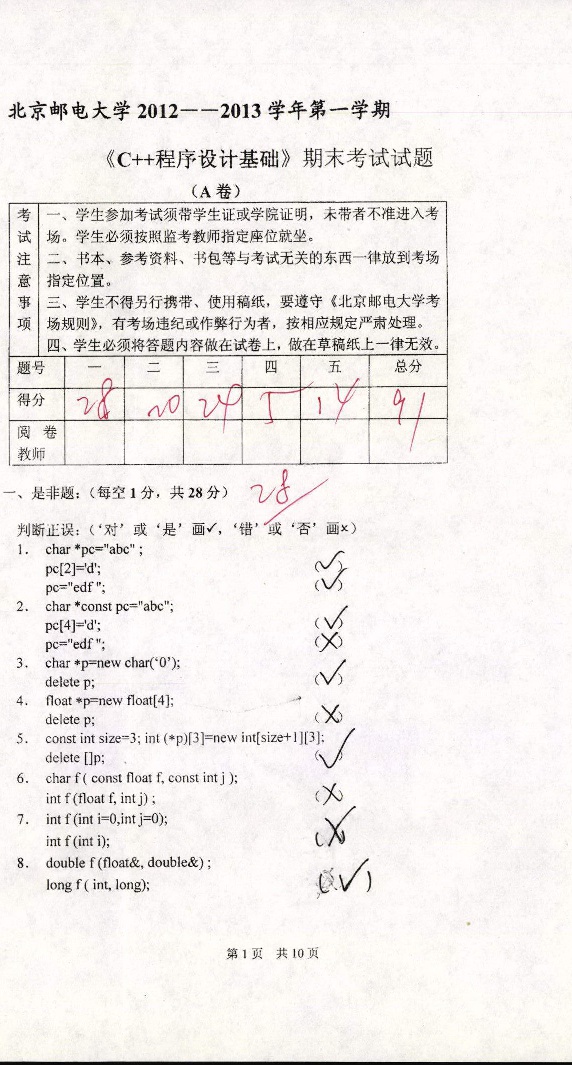 北京邮电大学 2012——2013 学年第一学期
《C++程序设计基础》期末考试试题
（A 卷）
考试注意事项
一、学生参加考试须带学生证或学院证明，未带者不准进入考
场。学生必须按照监考教师指定座位就坐。
二、书本、参考资料、书包等与考试无关的东西一律放到考场
指定位置。
三、学生不得另行携带、使用稿纸，要遵守《北京邮电大学考
场规则》，有考场违纪或作弊行为者，按相应规定严肃处理。
四、学生必须将答题内容做在试卷上，做在草稿纸上一律无效。
题号 一 二 三 四 五 总分
得分 28 20 24 5 14 91
阅 卷
教师
一、是非题：（每空 1 分，共 28 分） 28
判断正误：（‘对’或‘是’画✓，‘错’或‘否’画×）
1. char *pc="abc" ;
pc[2]='d'; (✓)
pc="edf "; (✓)
2. char *const pc="abc";
pc[4]='d'; (✓)
pc="edf "; (×)
3. char *p=new char(‘0’);
delete p; (✓)
4. float *p=new float[4];
delete p; (×)
5. const int size=3; int (*p)[3]=new int[size+1][3];
delete []p; (✓)
6. char f ( const float f, const int j );
int f (float f, int j) ; (×)
7. int f (int i=0,int j=0);
int f (int i); (×)
8. double f (float&, double&) ;
long f ( int, long); (✓)
第 1 页 共 10 页